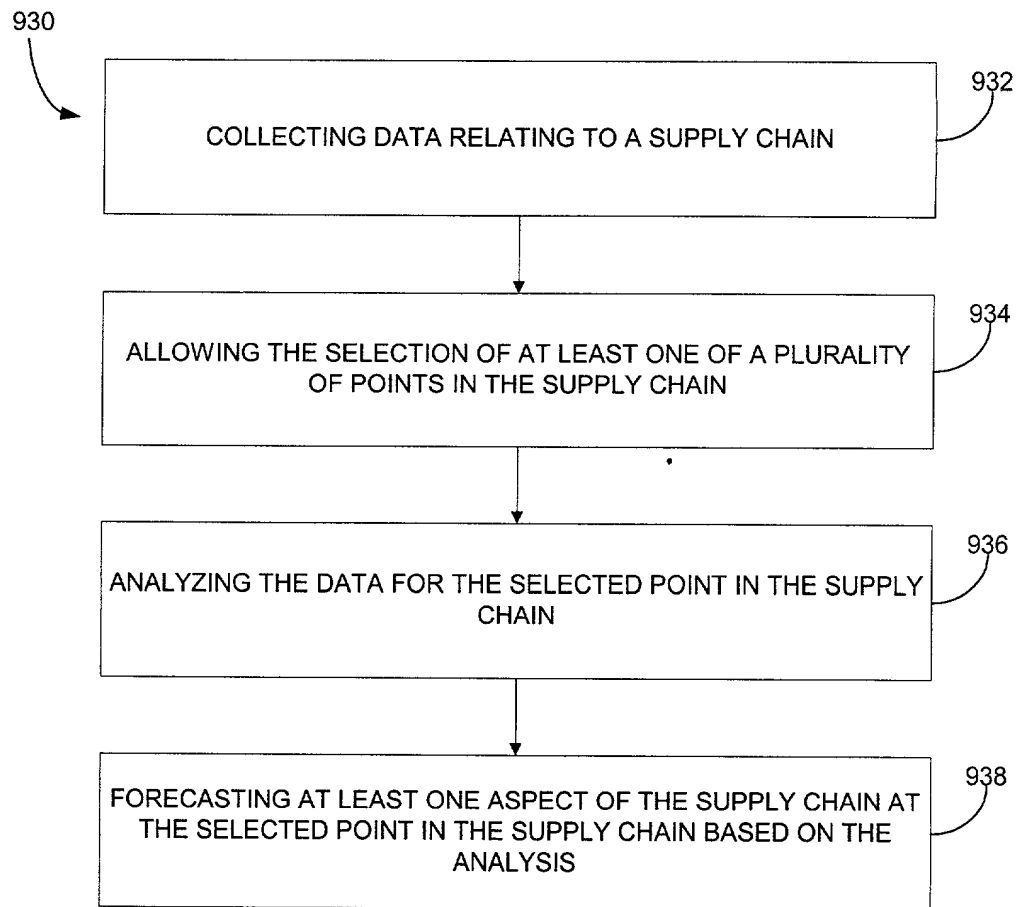 930
932
COLLECTING DATA RELATING TO A SUPPLY CHAIN
934
ALLOWING THE SELECTION OF AT LEAST ONE OF A PLURALITY
OF POINTS IN THE SUPPLY CHAIN
936
ANALYZING THE DATA FOR THE SELECTED POINT IN THE SUPPLY
CHAIN
938
FORECASTING AT LEAST ONE ASPECT OF THE SUPPLY CHAIN AT
THE SELECTED POINT IN THE SUPPLY CHAIN BASED ON THE
ANALYSIS